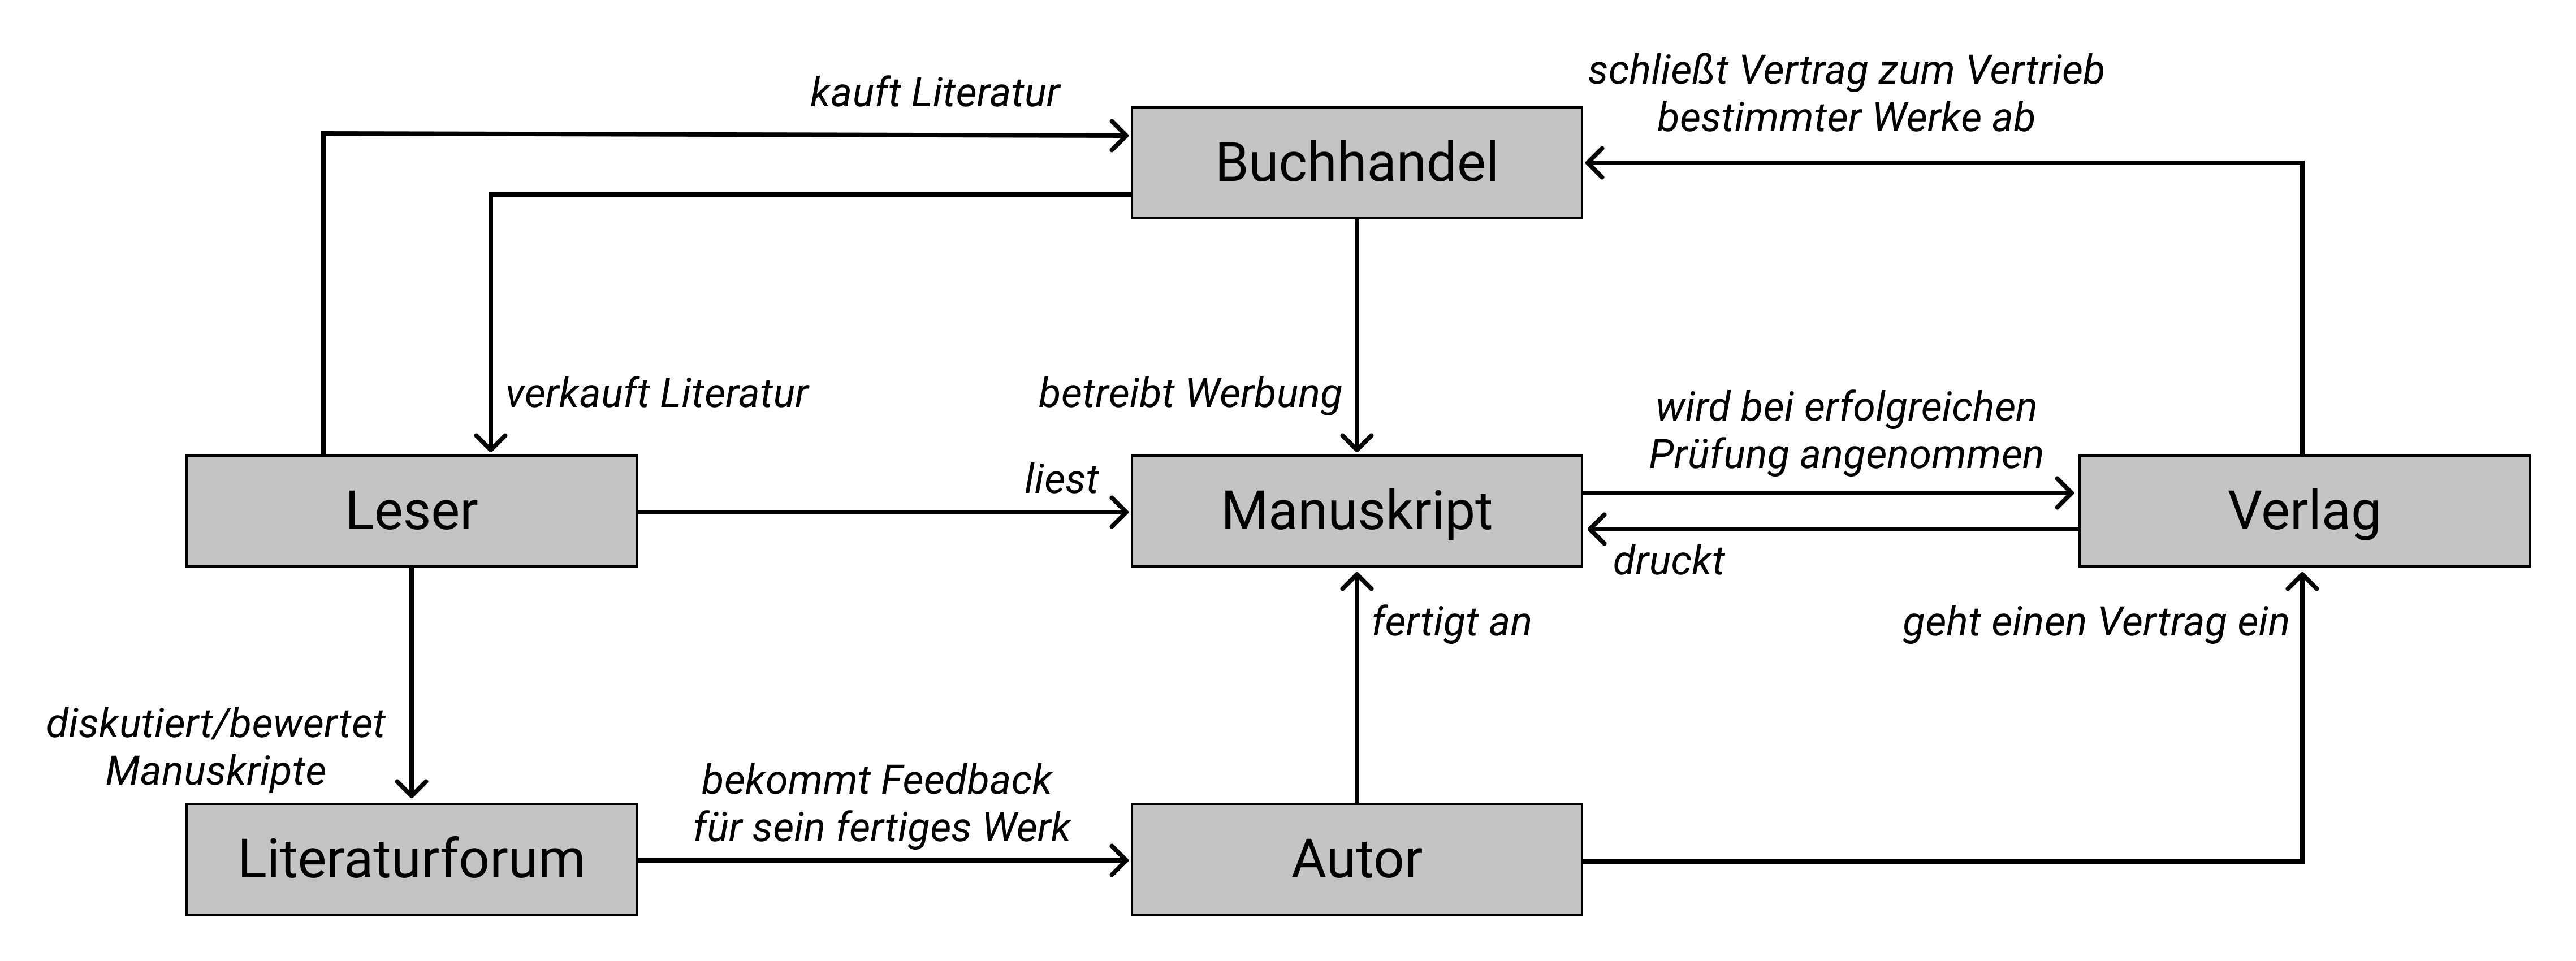 kauft Literatur
schließt Vertrag zum Vertrieb
bestimmter Werke ab
Buchhandel
verkauft Literatur
betreibt Werbung
wird bei erfolgreichen
Prüfung angenommen
liest
Leser
Manuskript
Verlag
druckt
fertigt an
geht einen Vertrag ein
diskutiert/bewertet
Manuskripte
bekommt Feedback
für sein fertiges Werk
Literaturforum
Autor